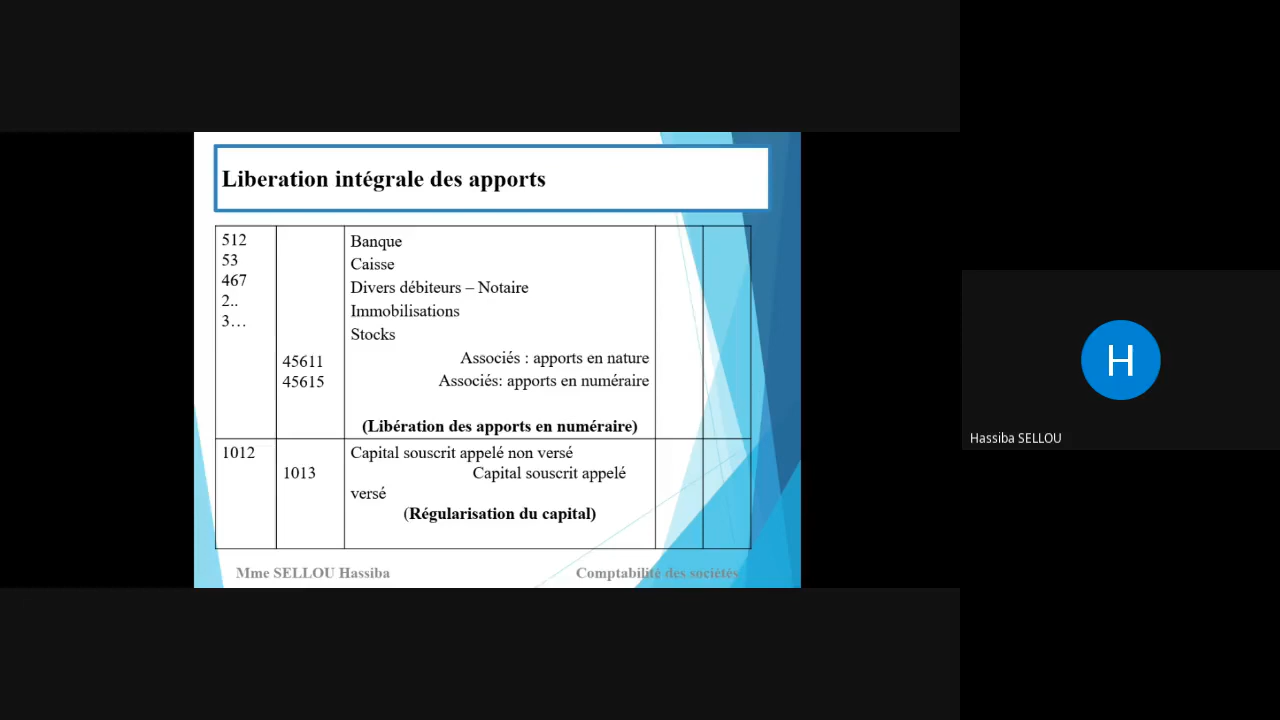 Liberation intégrale des apports
512 Banque
53 Caisse
467 Divers débiteurs – Notaire
2.. Immobilisations
3… Stocks
45611 Associés : apports en nature
45615 Associés: apports en numéraire
(Libération des apports en numéraire)
1012 Capital souscrit appelé non versé
1013 Capital souscrit appelé
versé
(Régularisation du capital)
Mme SELLOU Hassiba Comptabilité des sociétés
H
Hassiba SELLOU